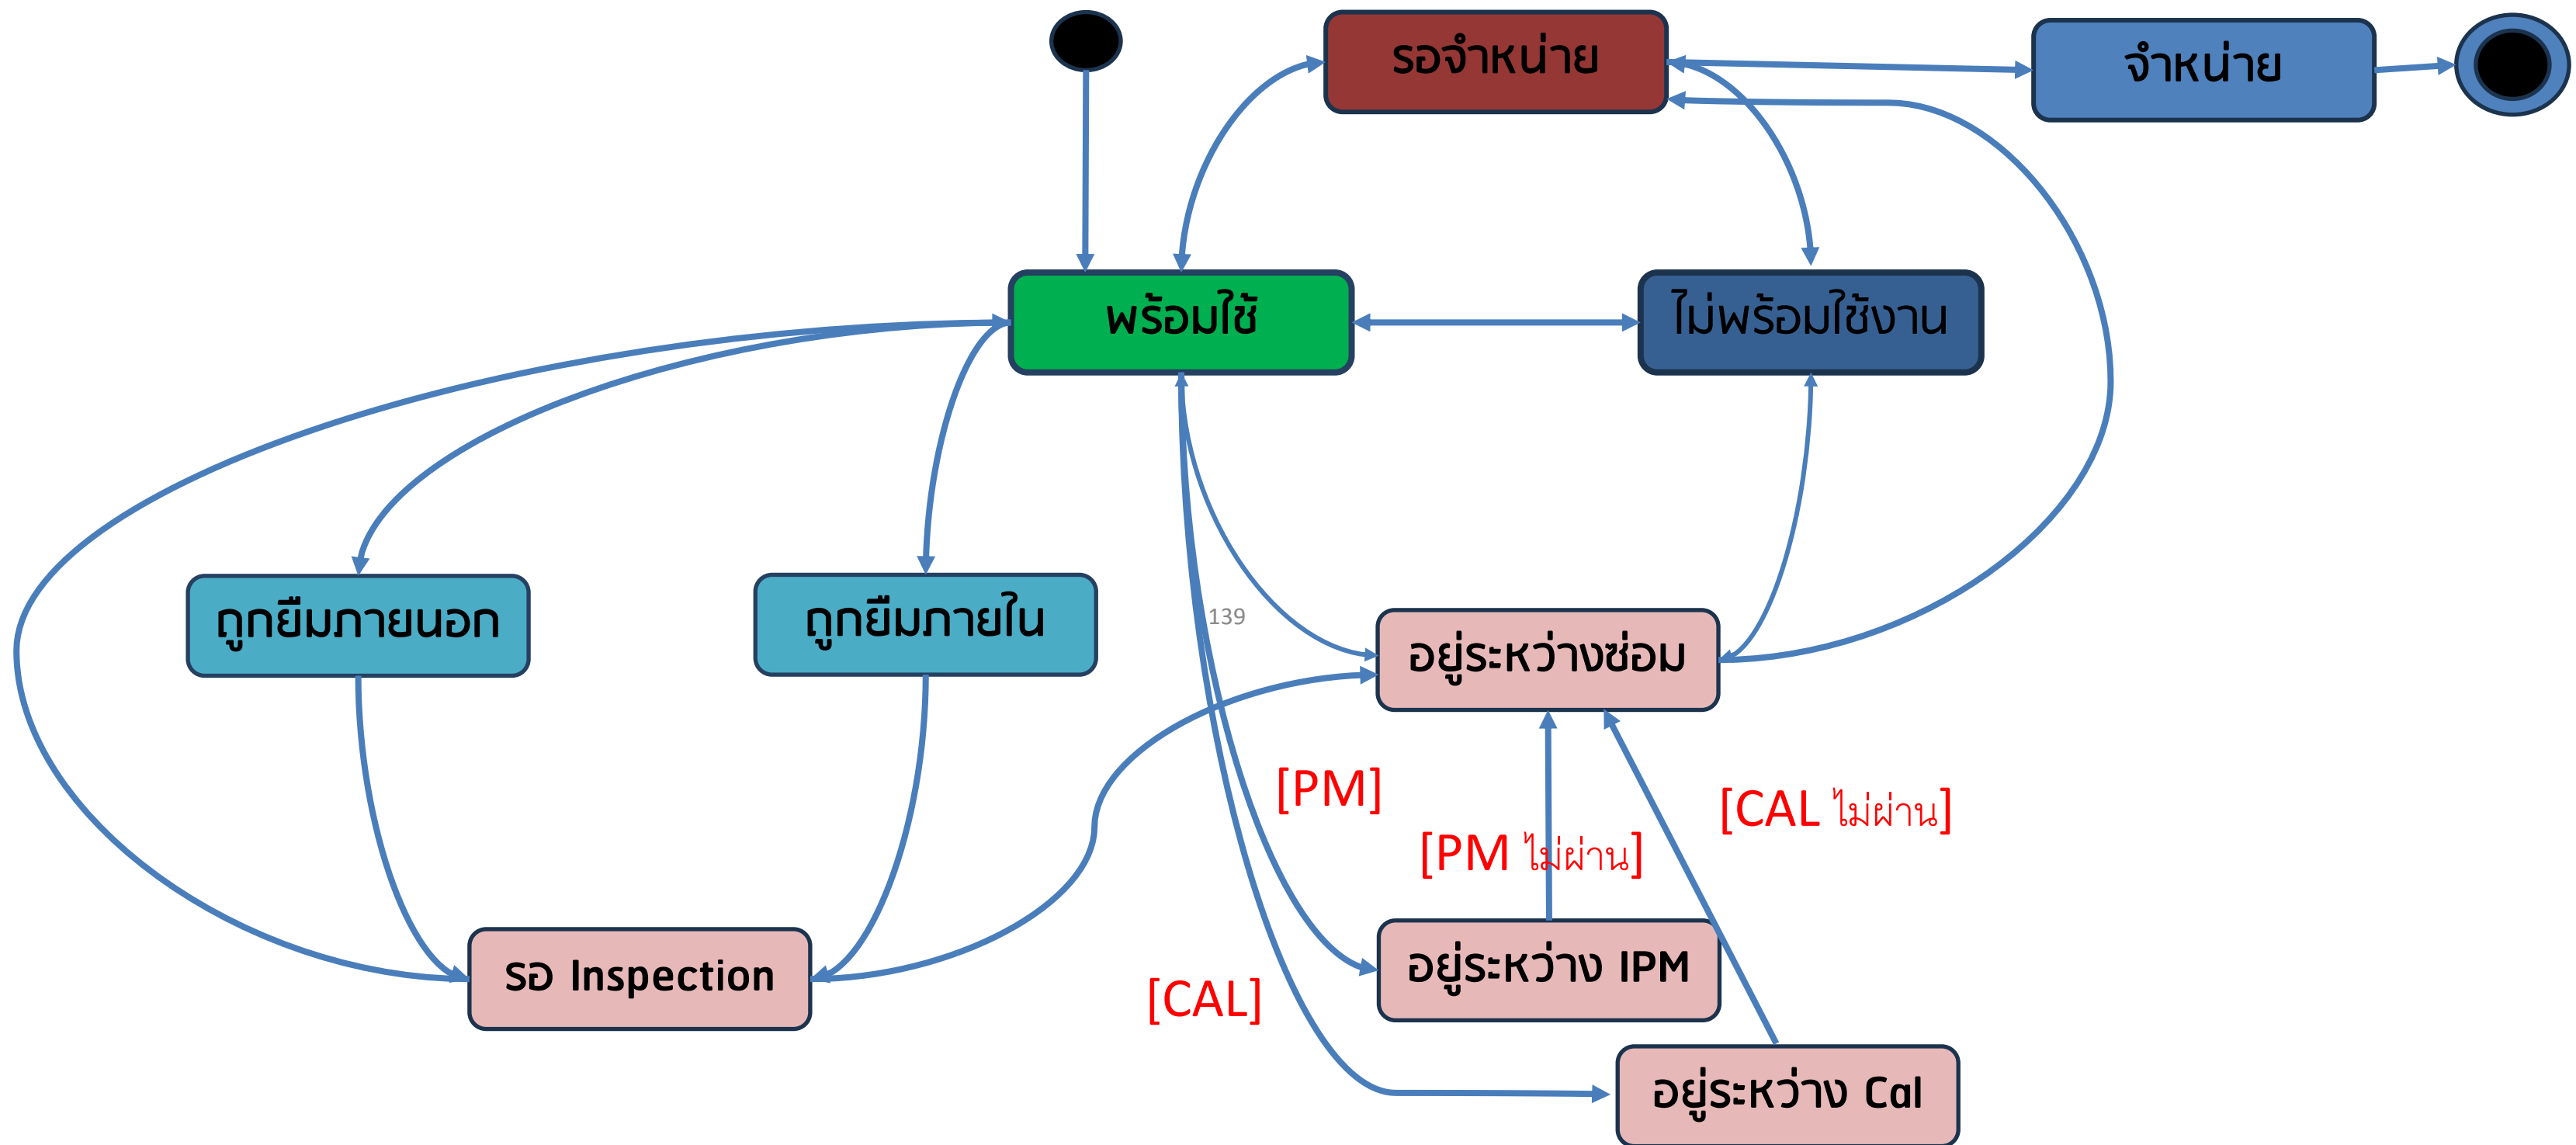 รอจำหน่าย
จำหน่าย
พร้อมใช้
ไม่พร้อมใช้งาน
ถูกยืมภายนอก
ถูกยืมภายใน
139
อยู่ระหว่างซ่อม
[PM]
[CAL ไม่ผ่าน]
[PM ไม่ผ่าน]
รอ Inspection
อยู่ระหว่าง IPM
[CAL]
อยู่ระหว่าง Cal